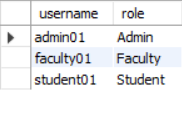 username role
admin01 Admin
faculty01 Faculty
student01 Student